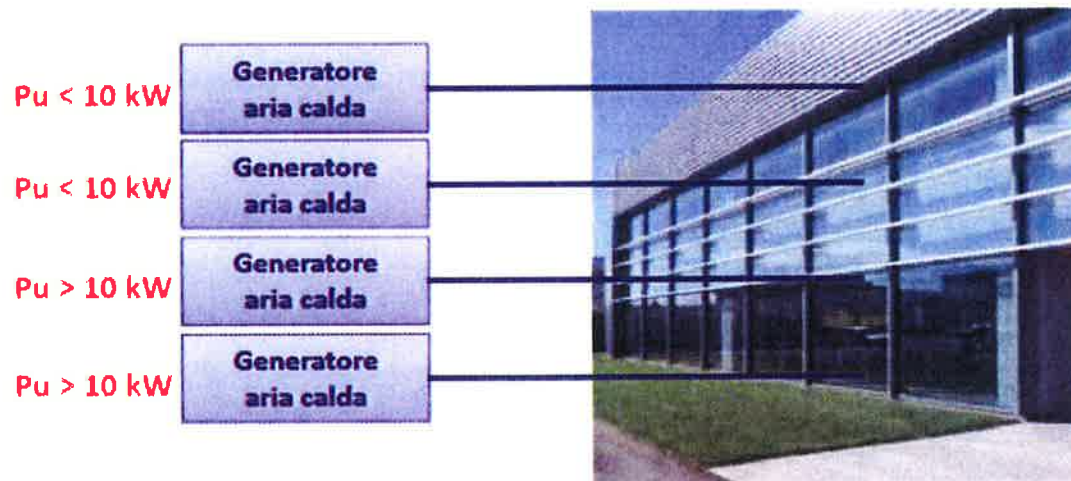 Pu < 10 kW
Generatore
aria calda
Pu < 10 kW
Generatore
aria calda
Pu > 10 kW
Generatore
aria calda
Pu > 10 kW
Generatore
aria calda